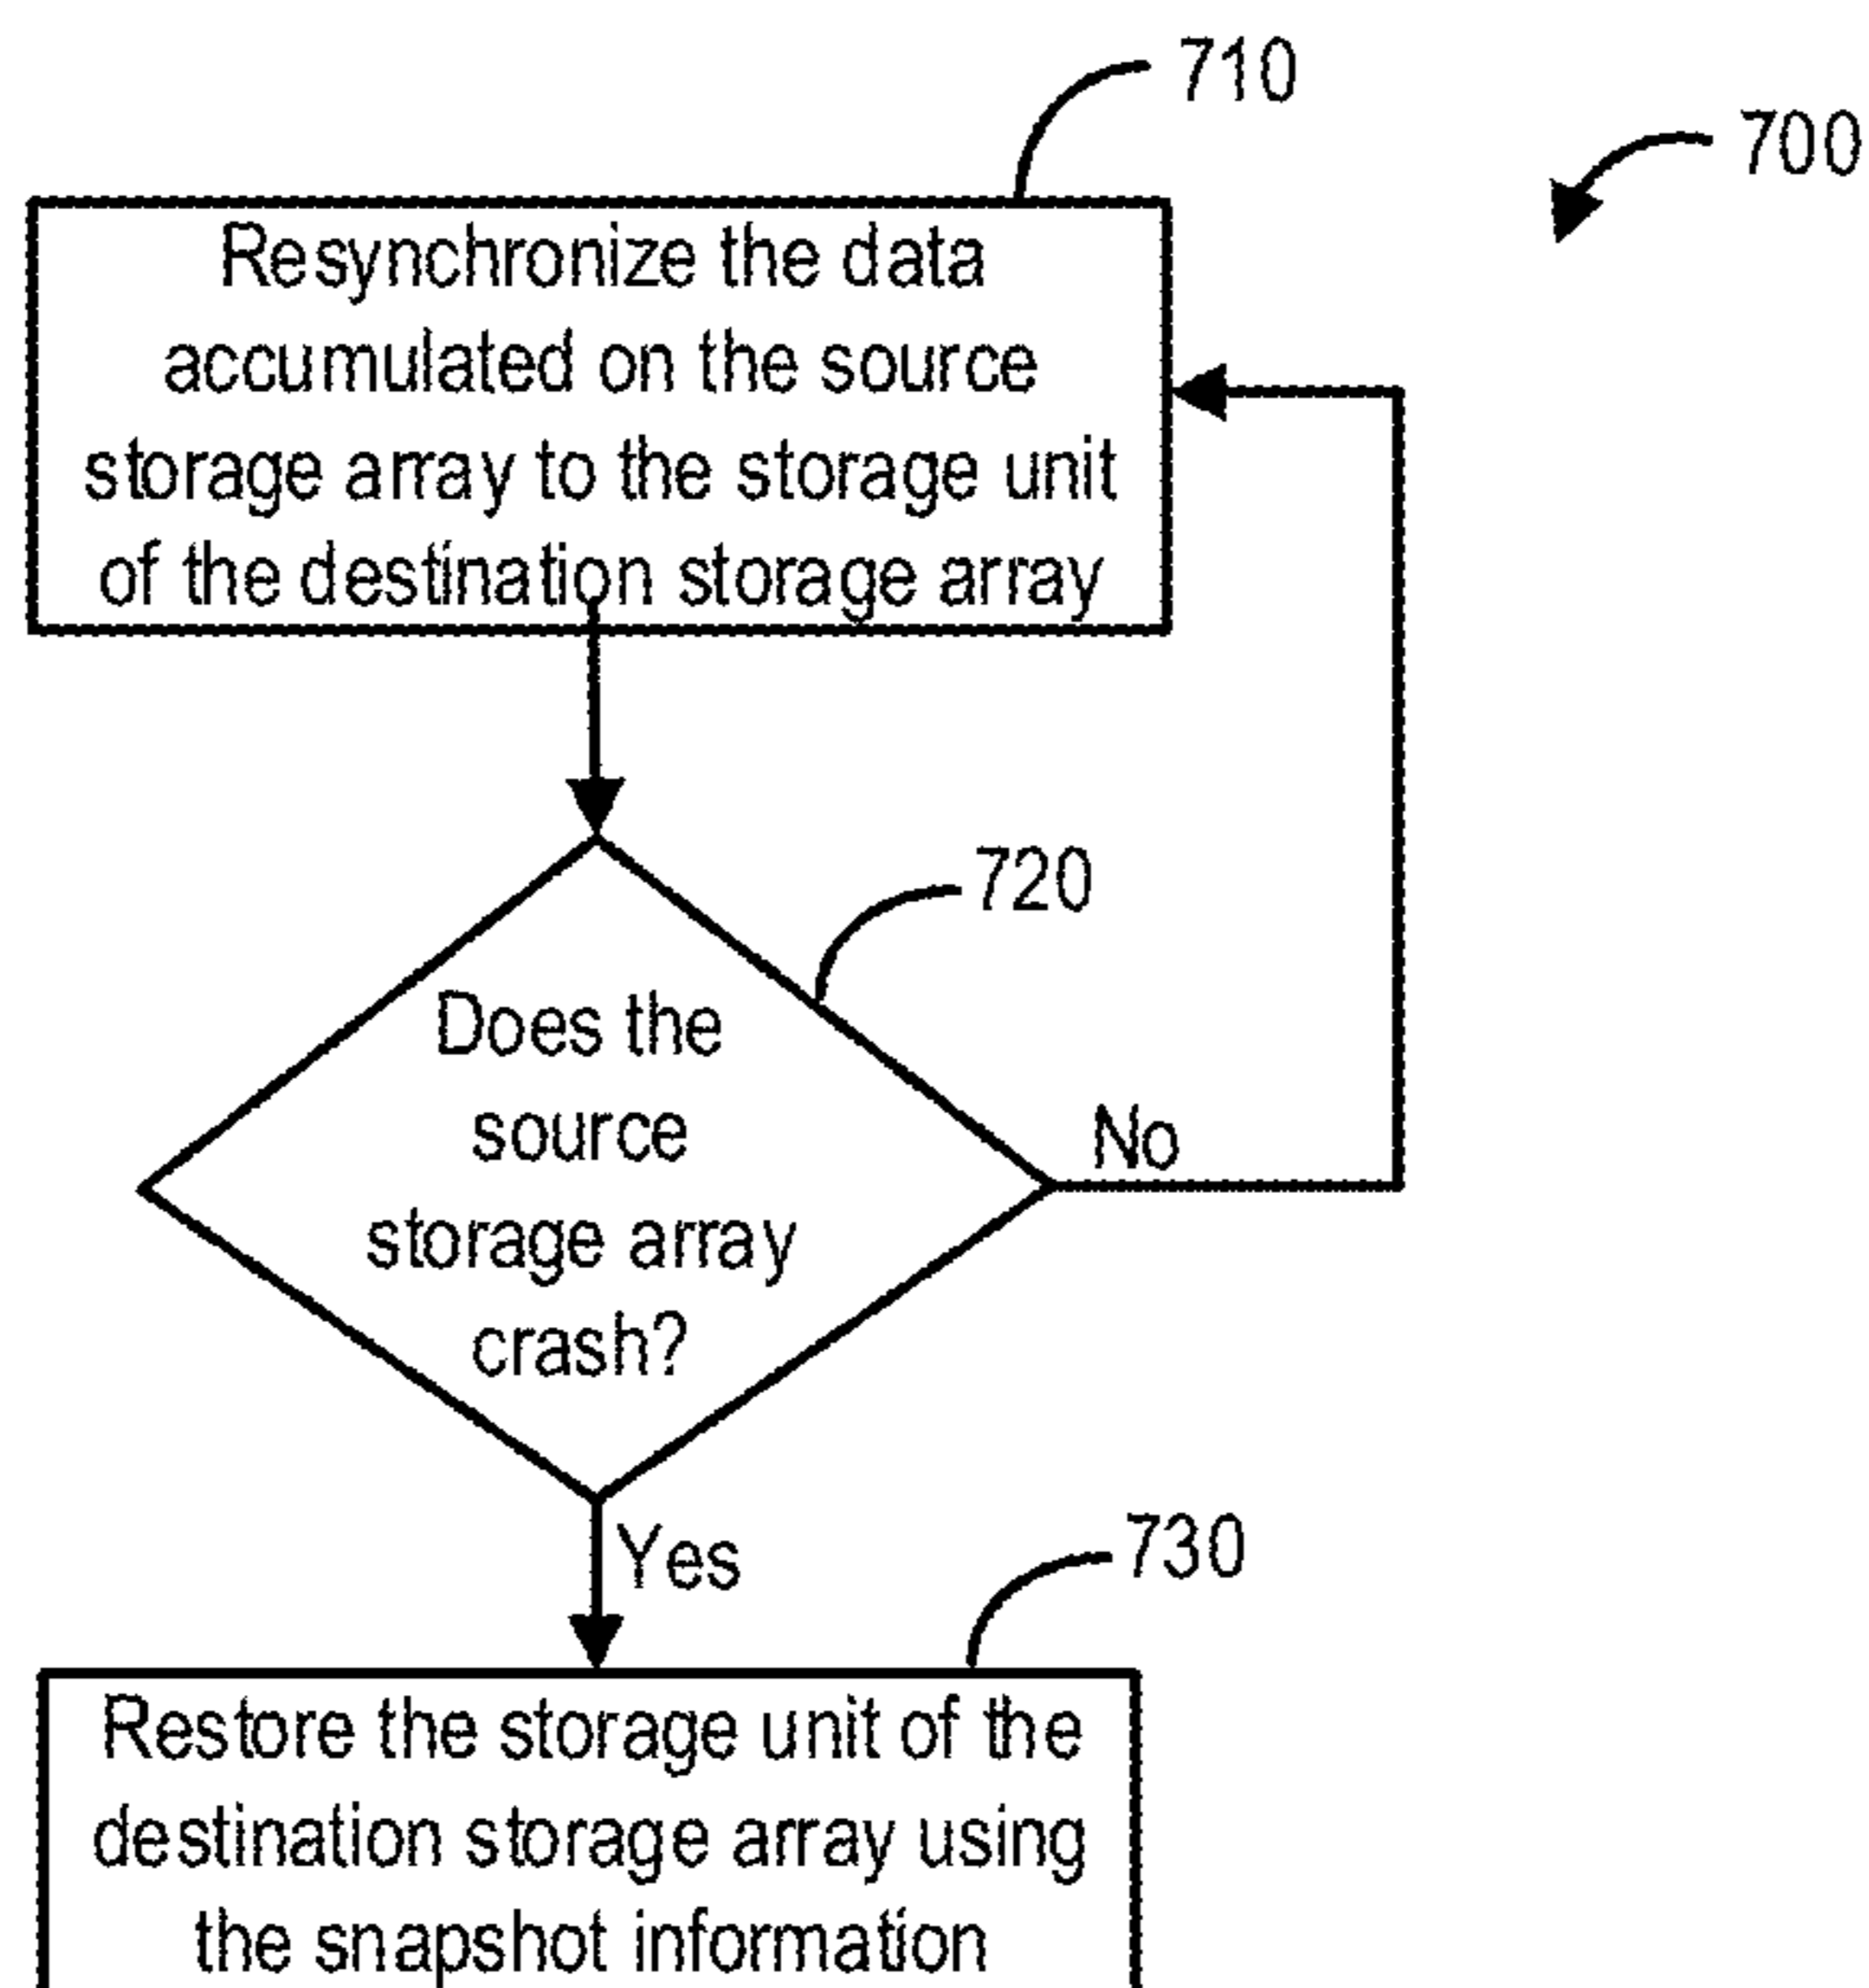 710
700
Resynchronize the data
accumulated on the source
storage array to the storage unit
of the destination storage array
720
Does the
source
storage array
crash?
No
Yes
730
Restore the storage unit of the
destination storage array using
the snapshot information